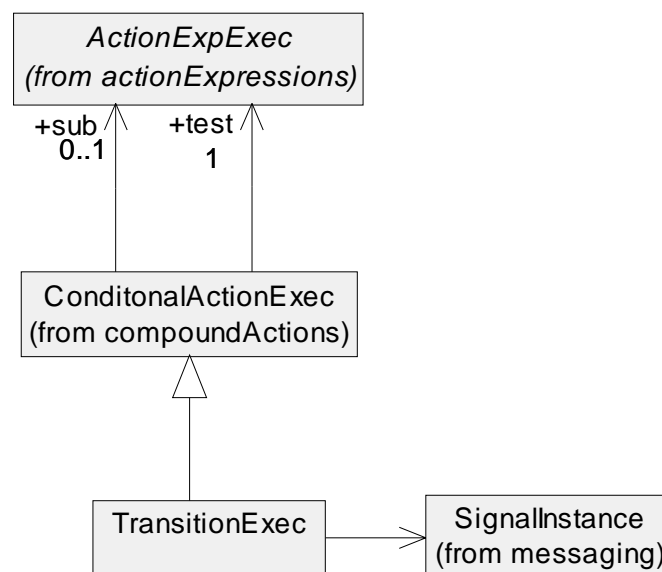 ActionExpExec
(from actionExpressions)
+sub
0..1
+test
1
ConditonalActionExec
(from compoundActions)
TransitionExec
SignalInstance
(from messaging)